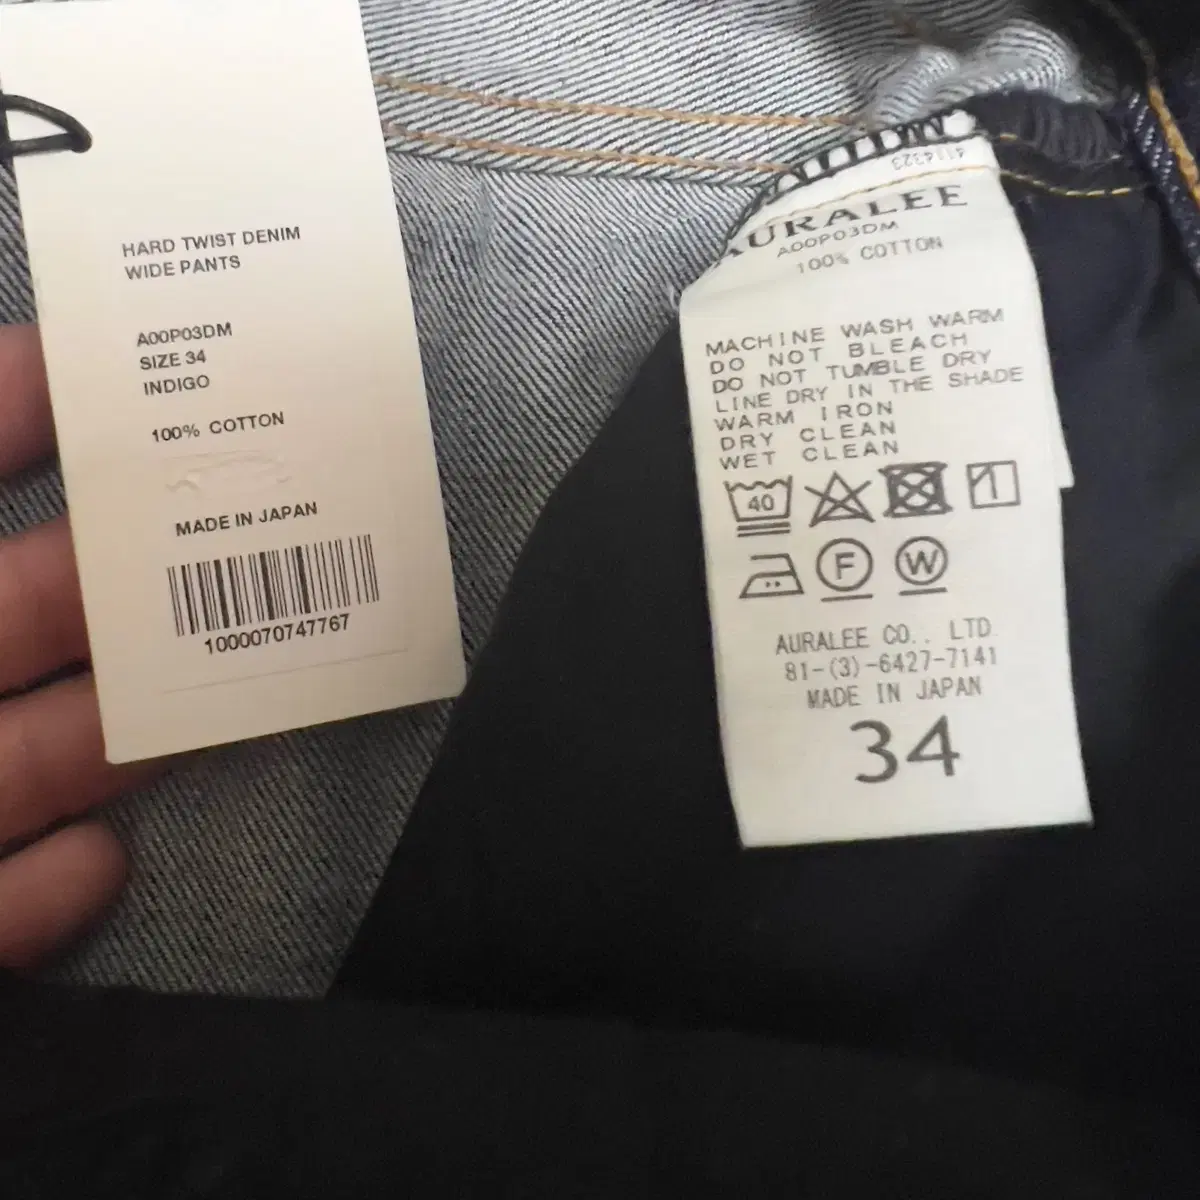 HARD TWIST DENIM
WIDE PANTS
A00P03DM
SIZE 34
INDIGO
100% COTTON
MADE IN JAPAN
1000070747767
4114323
AURALEE
A00P03DM
100% COTTON
MACHINE WASH WARM
DO NOT BLEACH
DO NOT TUMBLE DRY
LINE DRY IN THE SHADE
WARM IRON
DRY CLEAN
WET CLEAN
40
F W
AURALEE CO., LTD.
81-(3)-6427-7141
MADE IN JAPAN
34